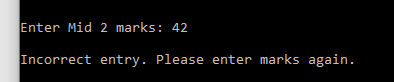 Enter Mid 2 marks: 42
Incorrect entry. Please enter marks again.